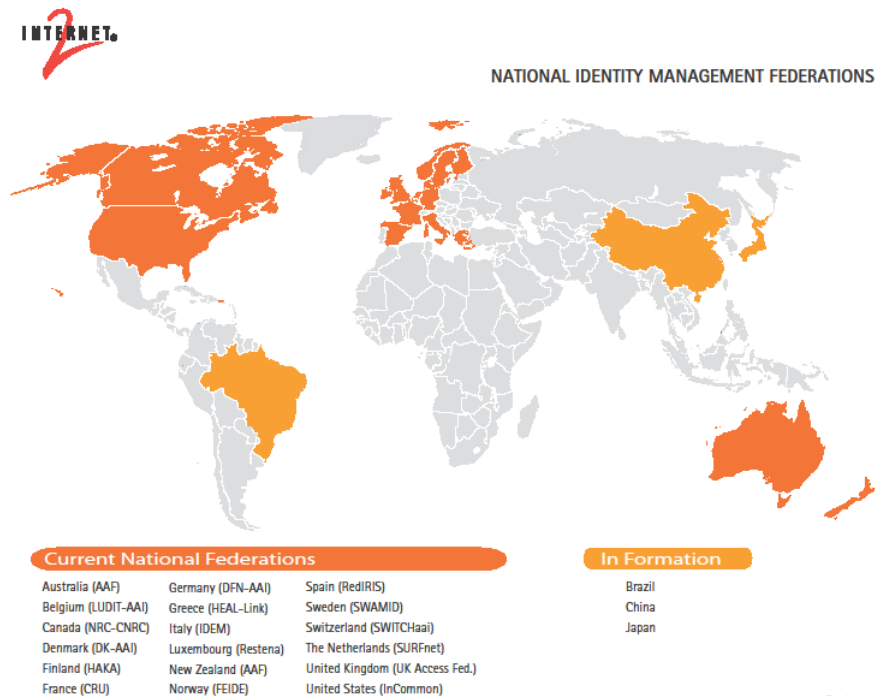 INTERNET®
2
NATIONAL IDENTITY MANAGEMENT FEDERATIONS
Current National Federations
Australia (AAF)
Belgium (LUDIT-AAI)
Canada (NRC-CNRC)
Denmark (DK-AAI)
Finland (HAKA)
France (CRU)
Germany (DFN-AAI)
Greece (HEAL-Link)
Italy (IDEM)
Luxembourg (Restena)
New Zealand (AAF)
Norway (FEIDE)
Spain (RedIRIS)
Sweden (SWAMID)
Switzerland (SWITCHaai)
The Netherlands (SURFnet)
United Kingdom (UK Access Fed.)
United States (InCommon)
In Formation
Brazil
China
Japan